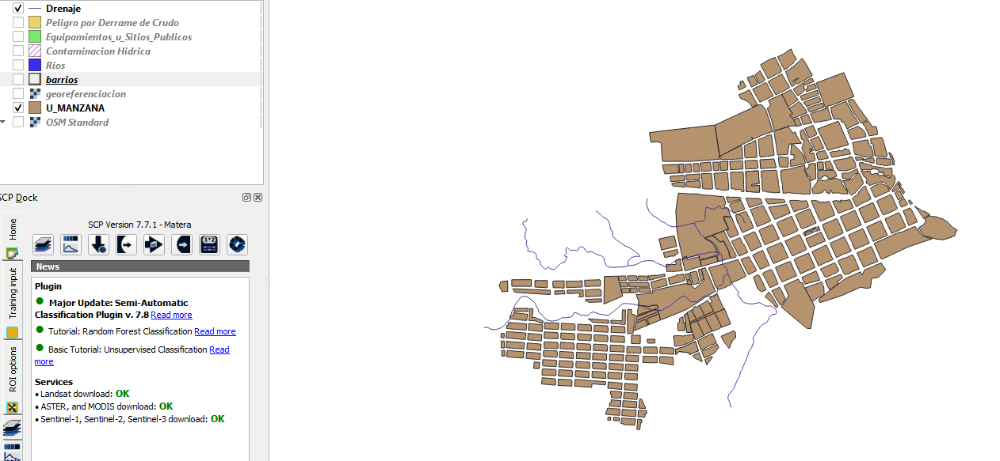 Drenaje
Peligro por Derrame de Crudo
Equipamientos_u_Sitios_Publicos
Contaminacion Hidrica
Rios
barrios
georeferenciacion
U_MANZANA
OSM Standard
SCP Dock
SCP Version 7.7.1 - Matera
Home
Training input
ROI options
News
Plugin
Major Update: Semi-Automatic
Classification Plugin v. 7.8 Read more
Tutorial: Random Forest Classification Read more
Basic Tutorial: Unsupervised Classification Read
more
Services
• Landsat download: OK
• ASTER, and MODIS download: OK
• Sentinel-1, Sentinel-2, Sentinel-3 download: OK